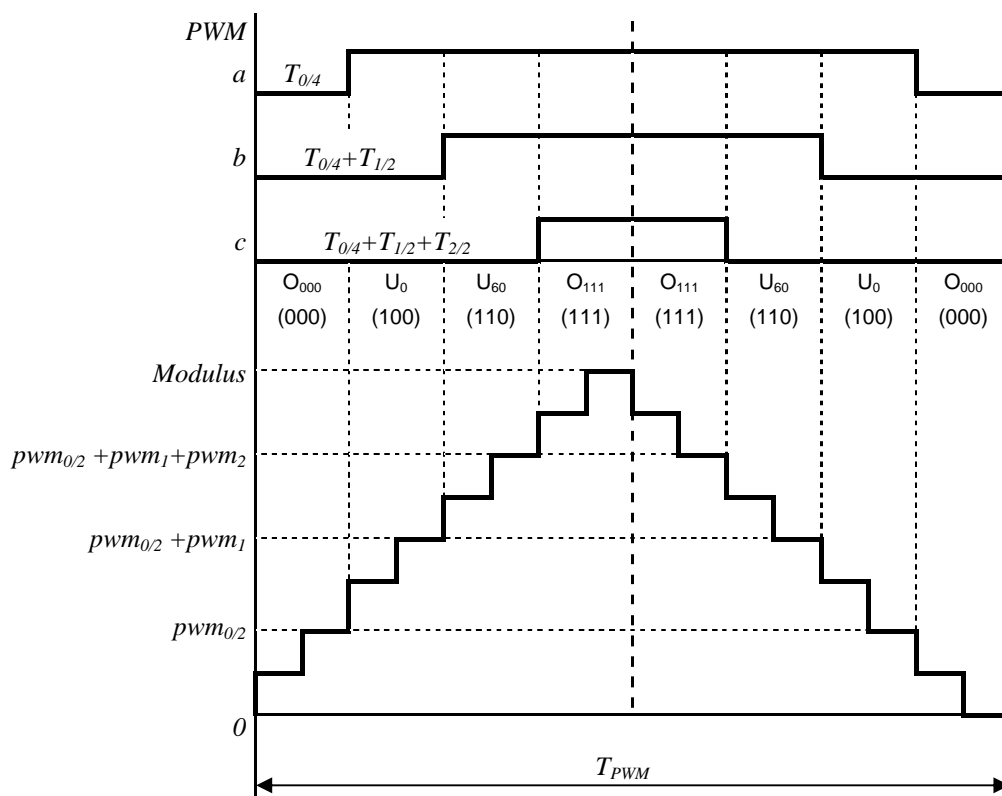 PWM
a T0/4
b T0/4+T1/2
c T0/4+T1/2+T2/2
O000 U0 U60 O111 O111 U60 U0 O000
(000) (100) (110) (111) (111) (110) (100) (000)
Modulus
pwm0/2 +pwm1+pwm2
pwm0/2 +pwm1
pwm0/2
0
TPWM